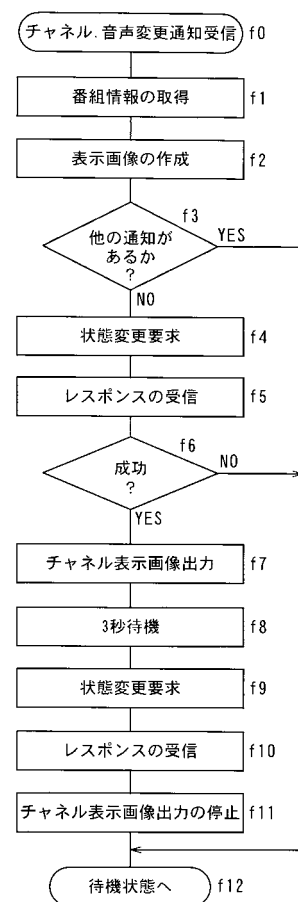 チャネル.音声変更通知受信 f0
番組情報の取得 f1
表示画像の作成 f2
f3
他の通知が YES
あるか
?
NO
状態変更要求 f4
レスポンスの受信 f5
f6
成功 NO
?
YES
チャネル表示画像出力 f7
3秒待機 f8
状態変更要求 f9
レスポンスの受信 f10
チャネル表示画像出力の停止 f11
待機状態へ f12